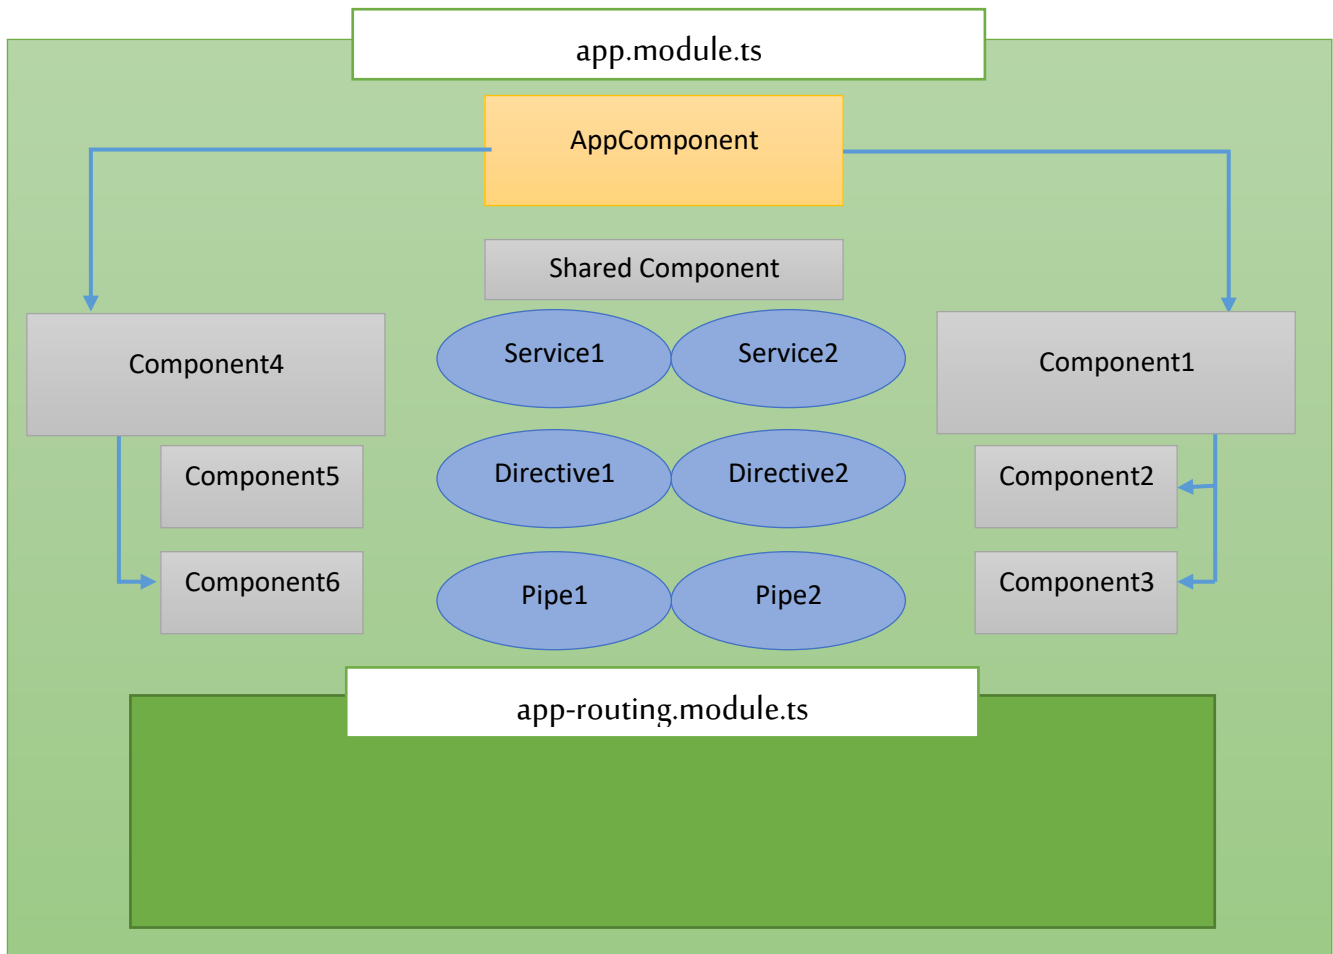 app.module.ts
AppComponent
Shared Component
Component4
Service1
Service2
Component1
Component5
Directive1
Directive2
Component2
Component6
Pipe1
Pipe2
Component3
app-routing.module.ts